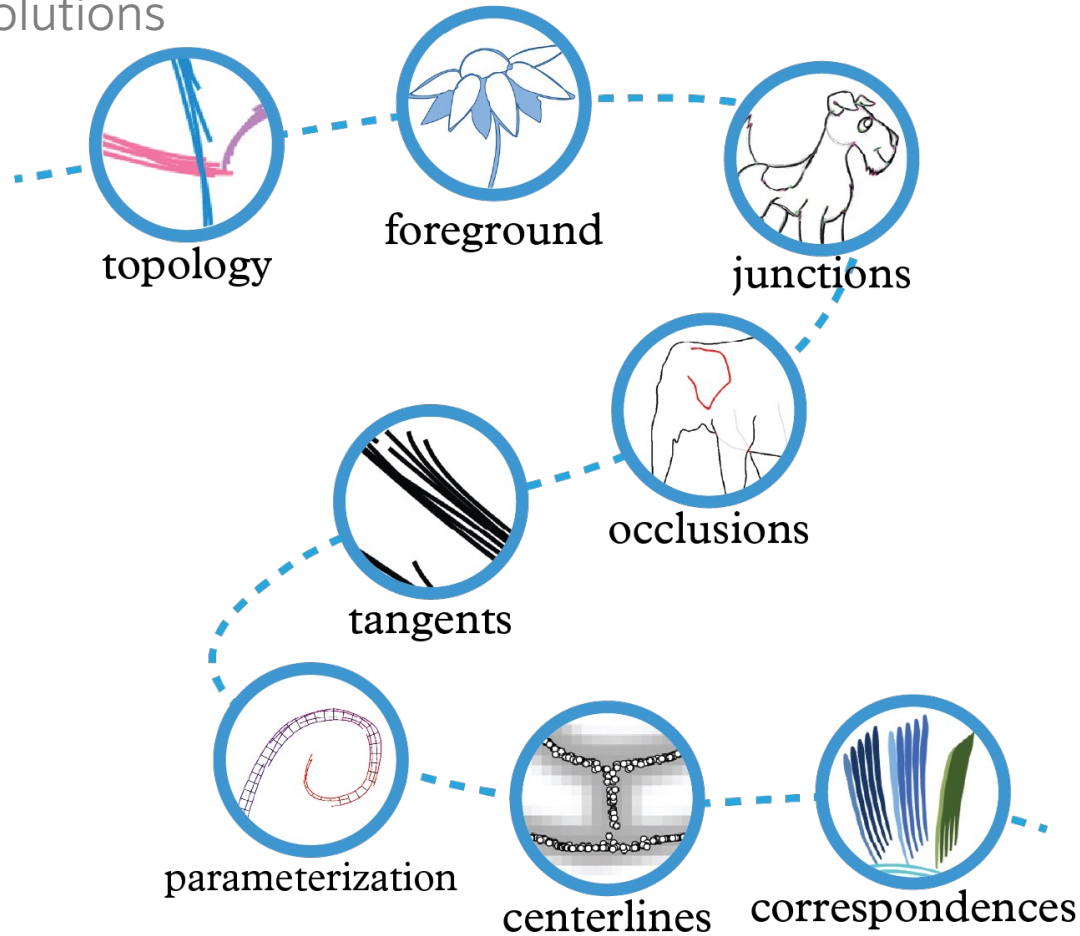 olutions
foreground
topology
junctions
occlusions
tangents
parameterization
centerlines
correspondences